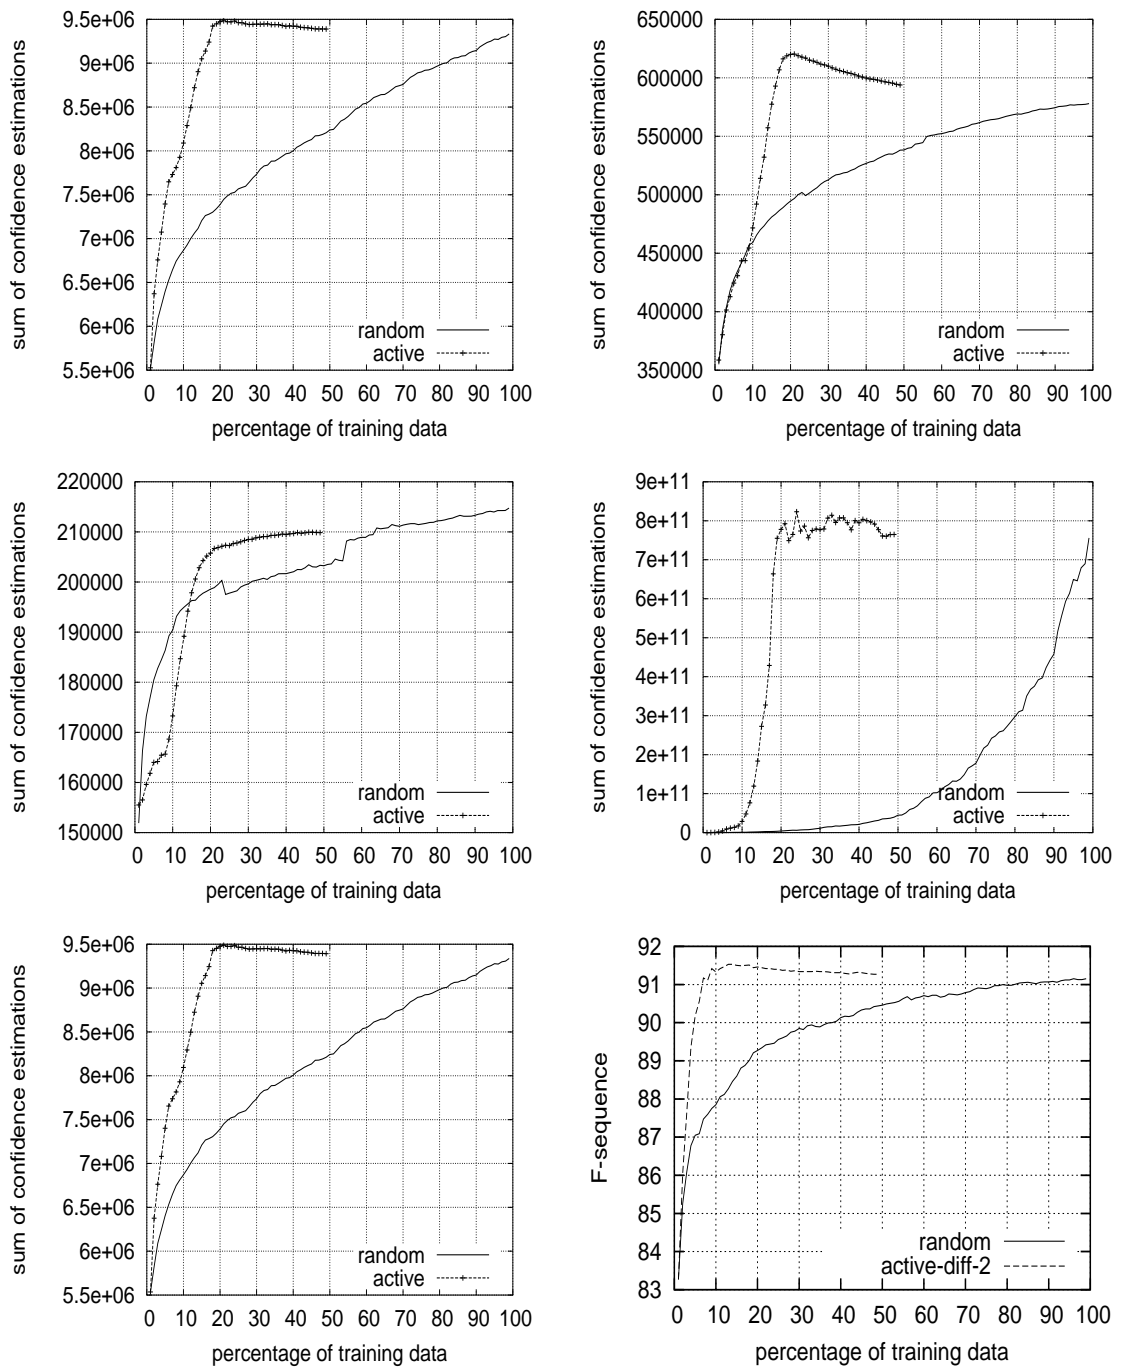 sum of confidence estimations
9.5e+06
9e+06
8.5e+06
8e+06
7.5e+06
7e+06
6.5e+06
6e+06
5.5e+06
random
active
0 10 20 30 40 50 60 70 80 90 100
percentage of training data
sum of confidence estimations
650000
600000
550000
500000
450000
400000
350000
random
active
0 10 20 30 40 50 60 70 80 90 100
percentage of training data
sum of confidence estimations
220000
210000
200000
190000
180000
170000
160000
150000
random
active
0 10 20 30 40 50 60 70 80 90 100
percentage of training data
sum of confidence estimations
9e+11
8e+11
7e+11
6e+11
5e+11
4e+11
3e+11
2e+11
1e+11
0
random
active
0 10 20 30 40 50 60 70 80 90 100
percentage of training data
sum of confidence estimations
9.5e+06
9e+06
8.5e+06
8e+06
7.5e+06
7e+06
6.5e+06
6e+06
5.5e+06
random
active
0 10 20 30 40 50 60 70 80 90 100
percentage of training data
F-sequence
92
91
90
89
88
87
86
85
84
83
random
active-diff-2
0 10 20 30 40 50 60 70 80 90 100
percentage of training data